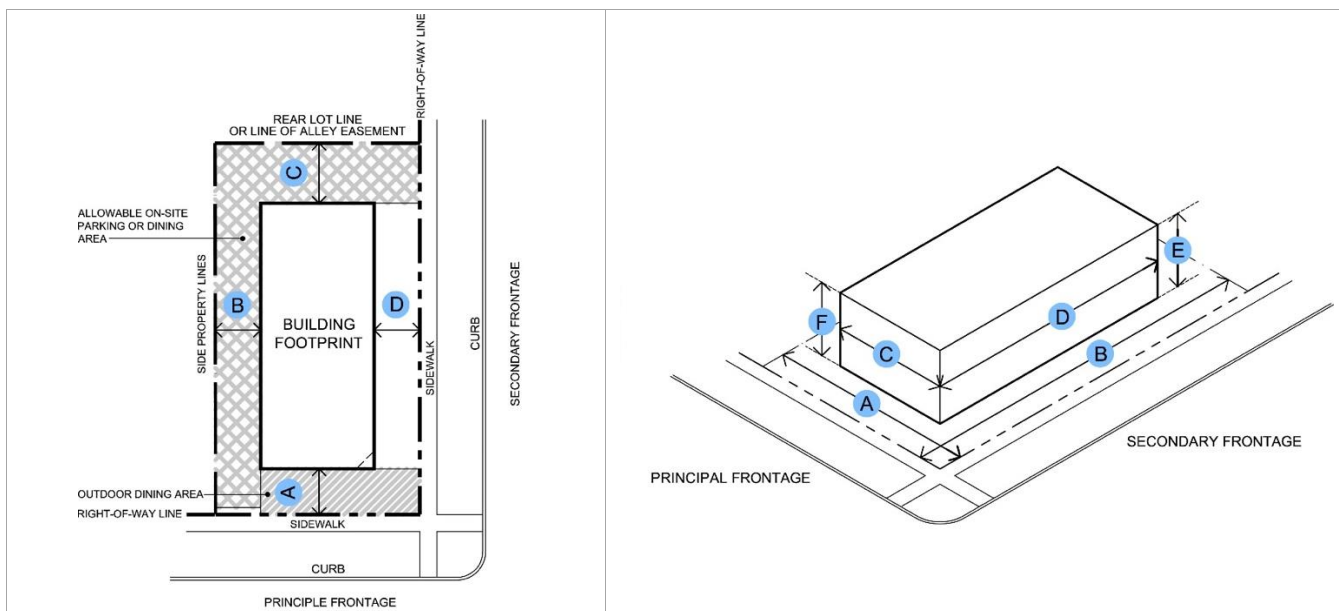 RIGHT-OF-WAY LINE
REAR LOT LINE
OR LINE OF ALLEY EASEMENT
C
ALLOWABLE ON-SITE
PARKING OR DINING
AREA
SIDE PROPERTY LINES
B
BUILDING
FOOTPRINT
D
SIDEWALK
CURB
SECONDARY FRONTAGE
OUTDOOR DINING AREA
A
RIGHT-OF-WAY LINE
SIDEWALK
CURB
PRINCIPLE FRONTAGE
E
F
D
C
B
A
SECONDARY FRONTAGE
PRINCIPAL FRONTAGE